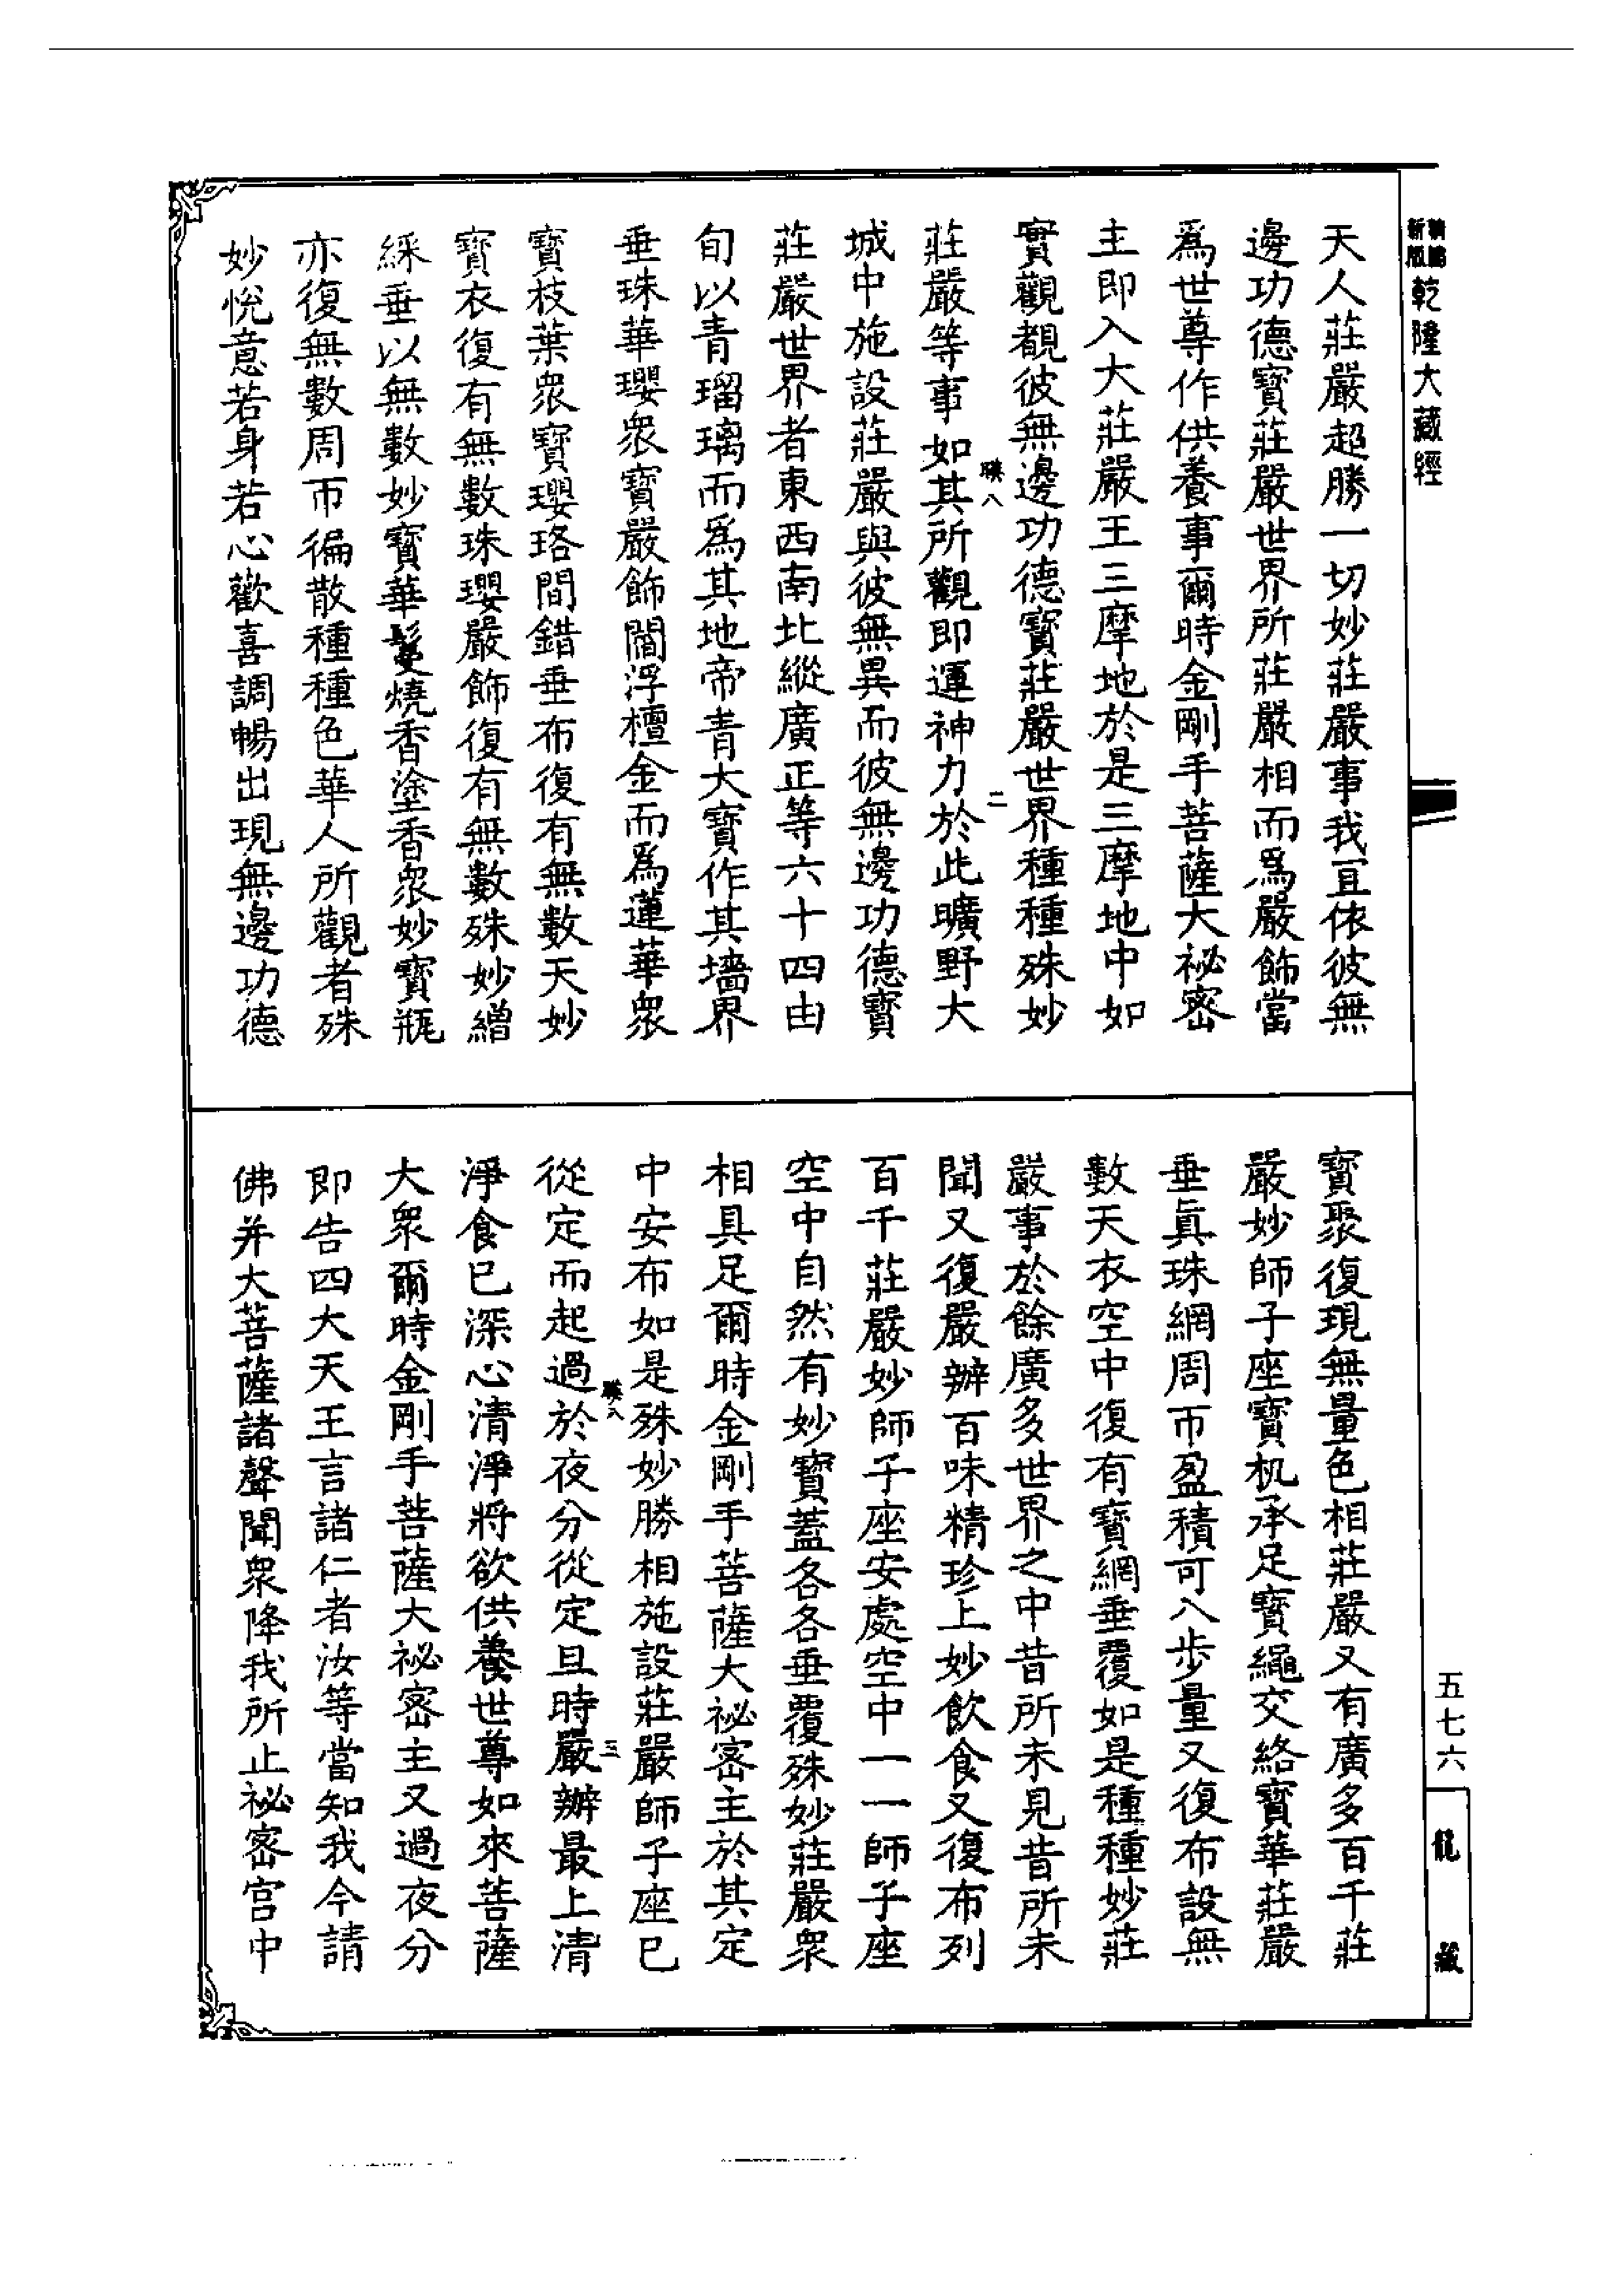 新版
乾隆大藏經
天人莊嚴超勝一切妙莊嚴事我宜依彼無
邊功德寶莊嚴世界所莊嚴相而為嚴飾當
為世尊作供養事爾時金剛手菩薩大祕密
主即入大莊嚴王三摩地於是三摩地中如
實觀覩彼無邊功德寶莊嚴世界種種殊妙
八
二
莊嚴等事如其所觀即運神力於此曠野大
城中施設莊嚴與彼無異而彼無邊功德寶
莊嚴世界者東西南北縱廣正等六十四由
旬以青瑠璃而為其地帝青大寶作其墻界
垂珠華瓔衆寶嚴飾閻浮檀金而為蓮華衆
寶枝葉衆寶瓔珞間錯垂布復有無數天妙
寶衣復有無數珠瓔嚴飾復有無數殊妙繒
綵垂以無數妙寶華鬘燒香塗香衆妙寶瓶
亦復無數周帀徧散種種色華人所觀者殊
妙悅意若身若心歡喜調暢出現無邊功德
寶聚復現無量色相莊嚴又有廣多百千莊
嚴妙師子座寶机承足寶繩交絡寶華莊嚴
垂眞珠網周帀盈積可八步量又復布設無
數天衣空中復有寶網垂覆如是種種妙莊
嚴事於餘廣多世界之中昔所未見昔所未
聞又復嚴辦百味精珍上妙飲食又復布列
百千莊嚴妙師子座安處空中一一師子座
空中自然有妙寶蓋各各垂覆殊妙莊嚴衆
相具足爾時金剛手菩薩大祕密主於其定
中安布如是殊妙勝相施設莊嚴師子座已
八
三
從定而起過於夜分從定旦時嚴辦最上清
淨食已深心清淨將欲供養世尊如來菩薩
大衆爾時金剛手菩薩大祕密主又過夜分
即告四大天王言諸仁者汝等當知我今請
佛并大菩薩諸聲聞衆降我所止祕密宮中
五七六
龍藏